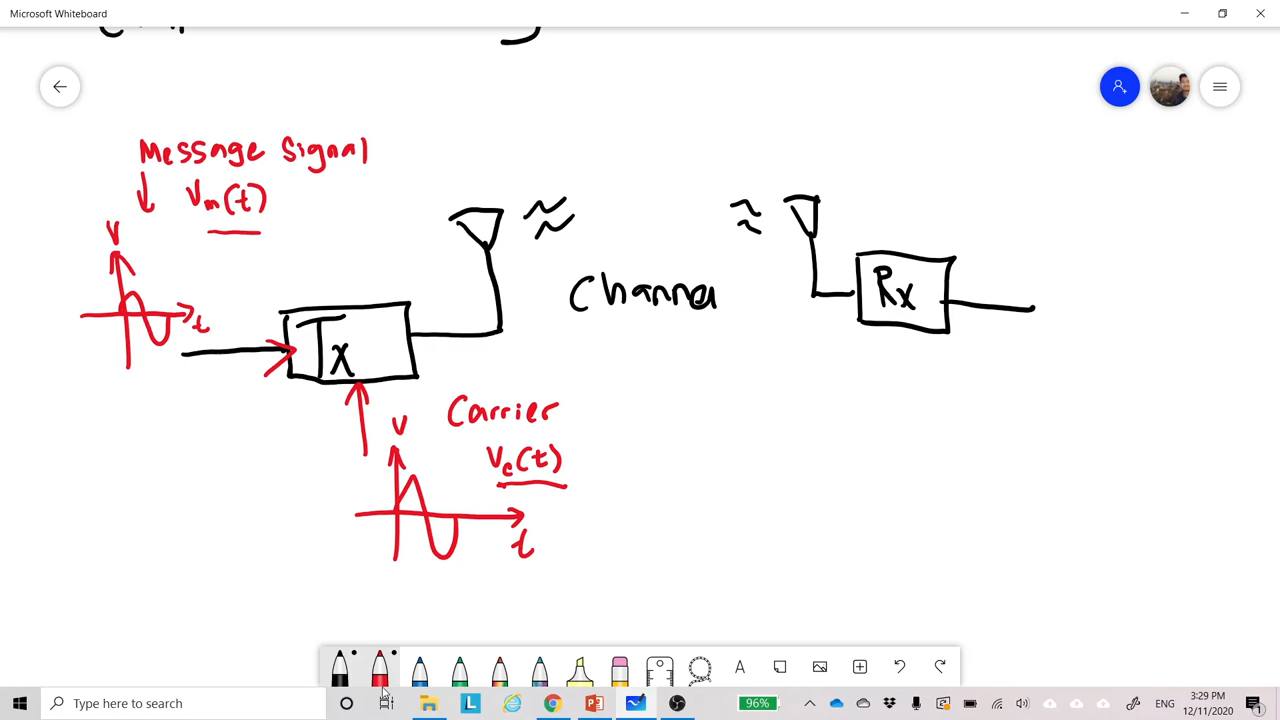 Microsoft Whiteboard
Message Signal
Vm(t)
V
t
Tx
Channel
Rx
Carrier
V
Vc(t)
t
A
Type here to search
L
96%
3:29 PM
12/11/2020
1